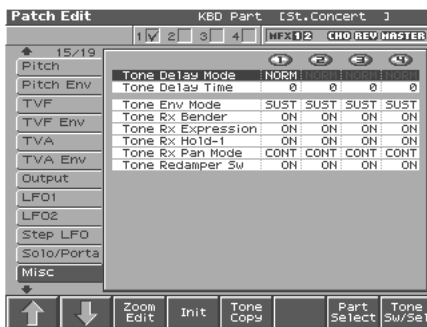 Patch Edit KBD Part [St.Concert ]
1 2 3 4 MFX 1 2 CHO REV MASTER
15/19
Pitch
Pitch Env
TVF
TVF Env
TVA
TVA Env
Output
LFO1
LFO2
Step LFO
Solo/Porta
Misc
1 2 3 4
Tone Delay Mode NORM NORM NORM NORM
Tone Delay Time 0 0 0 0
Tone Env Mode SUST SUST SUST SUST
Tone Rx Bender ON ON ON ON
Tone Rx Expression ON ON ON ON
Tone Rx Hold-1 ON ON ON ON
Tone Rx Pan Mode CONT CONT CONT CONT
Tone Redamper Sw ON ON ON ON
Zoom Edit
Init
Tone Copy
Part Select
Tone Sw/Sel